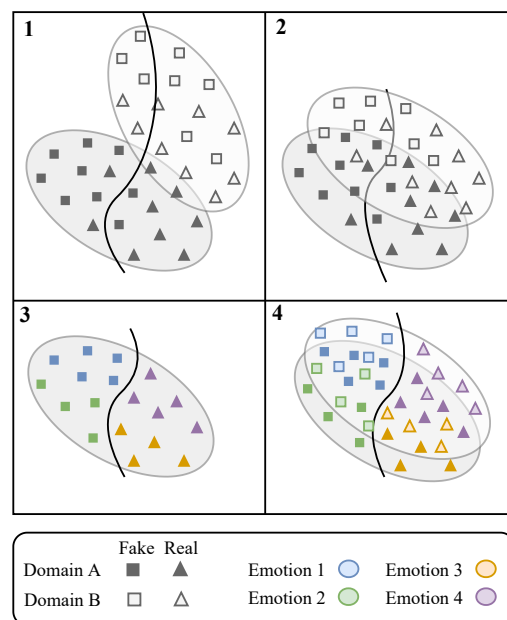 1
2
3
4
Fake Real
Domain A
Domain B
Emotion 1
Emotion 3
Emotion 2
Emotion 4